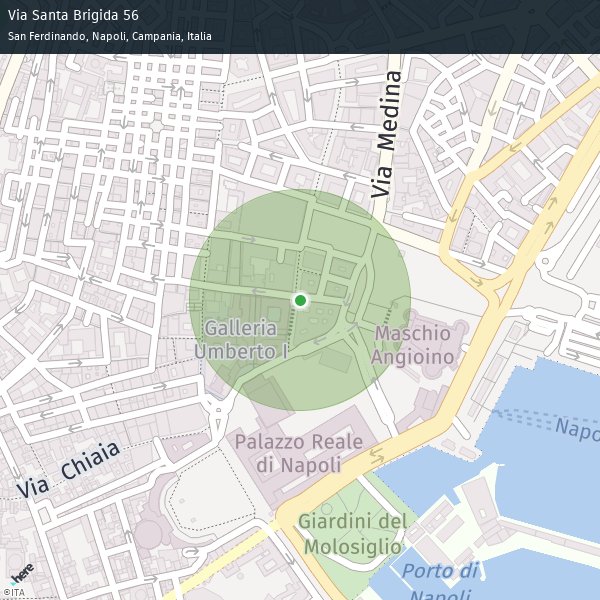 Via Santa Brigida 56
San Ferdinando, Napoli, Campania, Italia
Via Medina
Galleria
Umberto I
Maschio
Angioino
Napo
Via Chiaia
Palazzo Reale
di Napoli
Giardini del
Molosiglio
Porto di
Napoli
here
©ITA